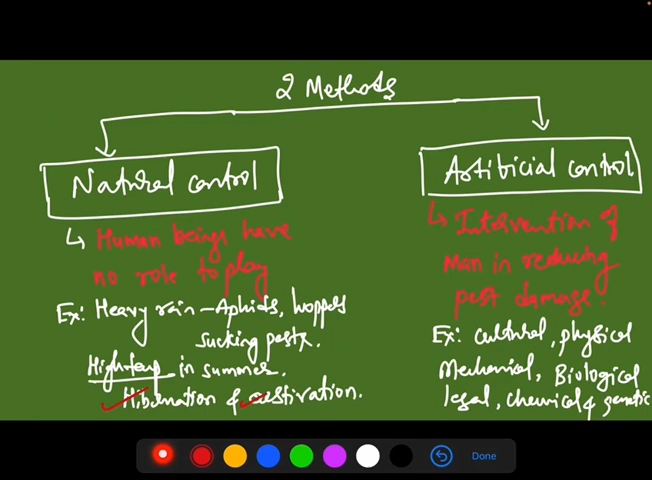 2 Methods
Natural control
Artificial control
↳ Human beings have
no role to play
↳ Intervention of
Man in reducing
pest damage.
Ex: Heavy rain - Aphids, hoppers
sucking pests.
High temp in summer.
Hibernation & aestivation.
Ex: Cultural, physical
Mechanical, Biological
legal, chemical & genetic
Done